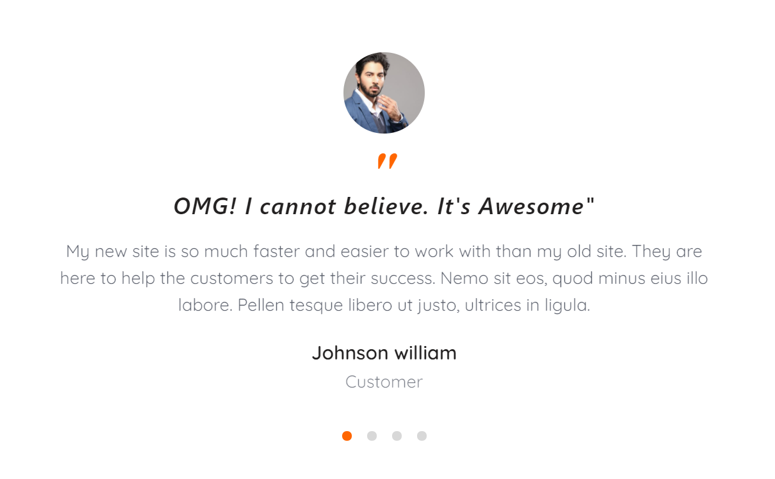 "
OMG! I cannot believe. It's Awesome"
My new site is so much faster and easier to work with than my old site. They are
here to help the customers to get their success. Nemo sit eos, quod minus eius illo
labore. Pellen tesque libero ut justo, ultrices in ligula.
Johnson william
Customer